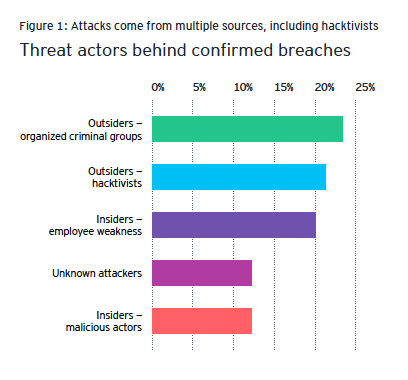 Figure 1: Attacks come from multiple sources, including hacktivists
Threat actors behind confirmed breaches
0% 5% 10% 15% 20% 25%
Outsiders –
organized criminal groups
Outsiders –
hacktivists
Insiders –
employee weakness
Unknown attackers
Insiders –
malicious actors